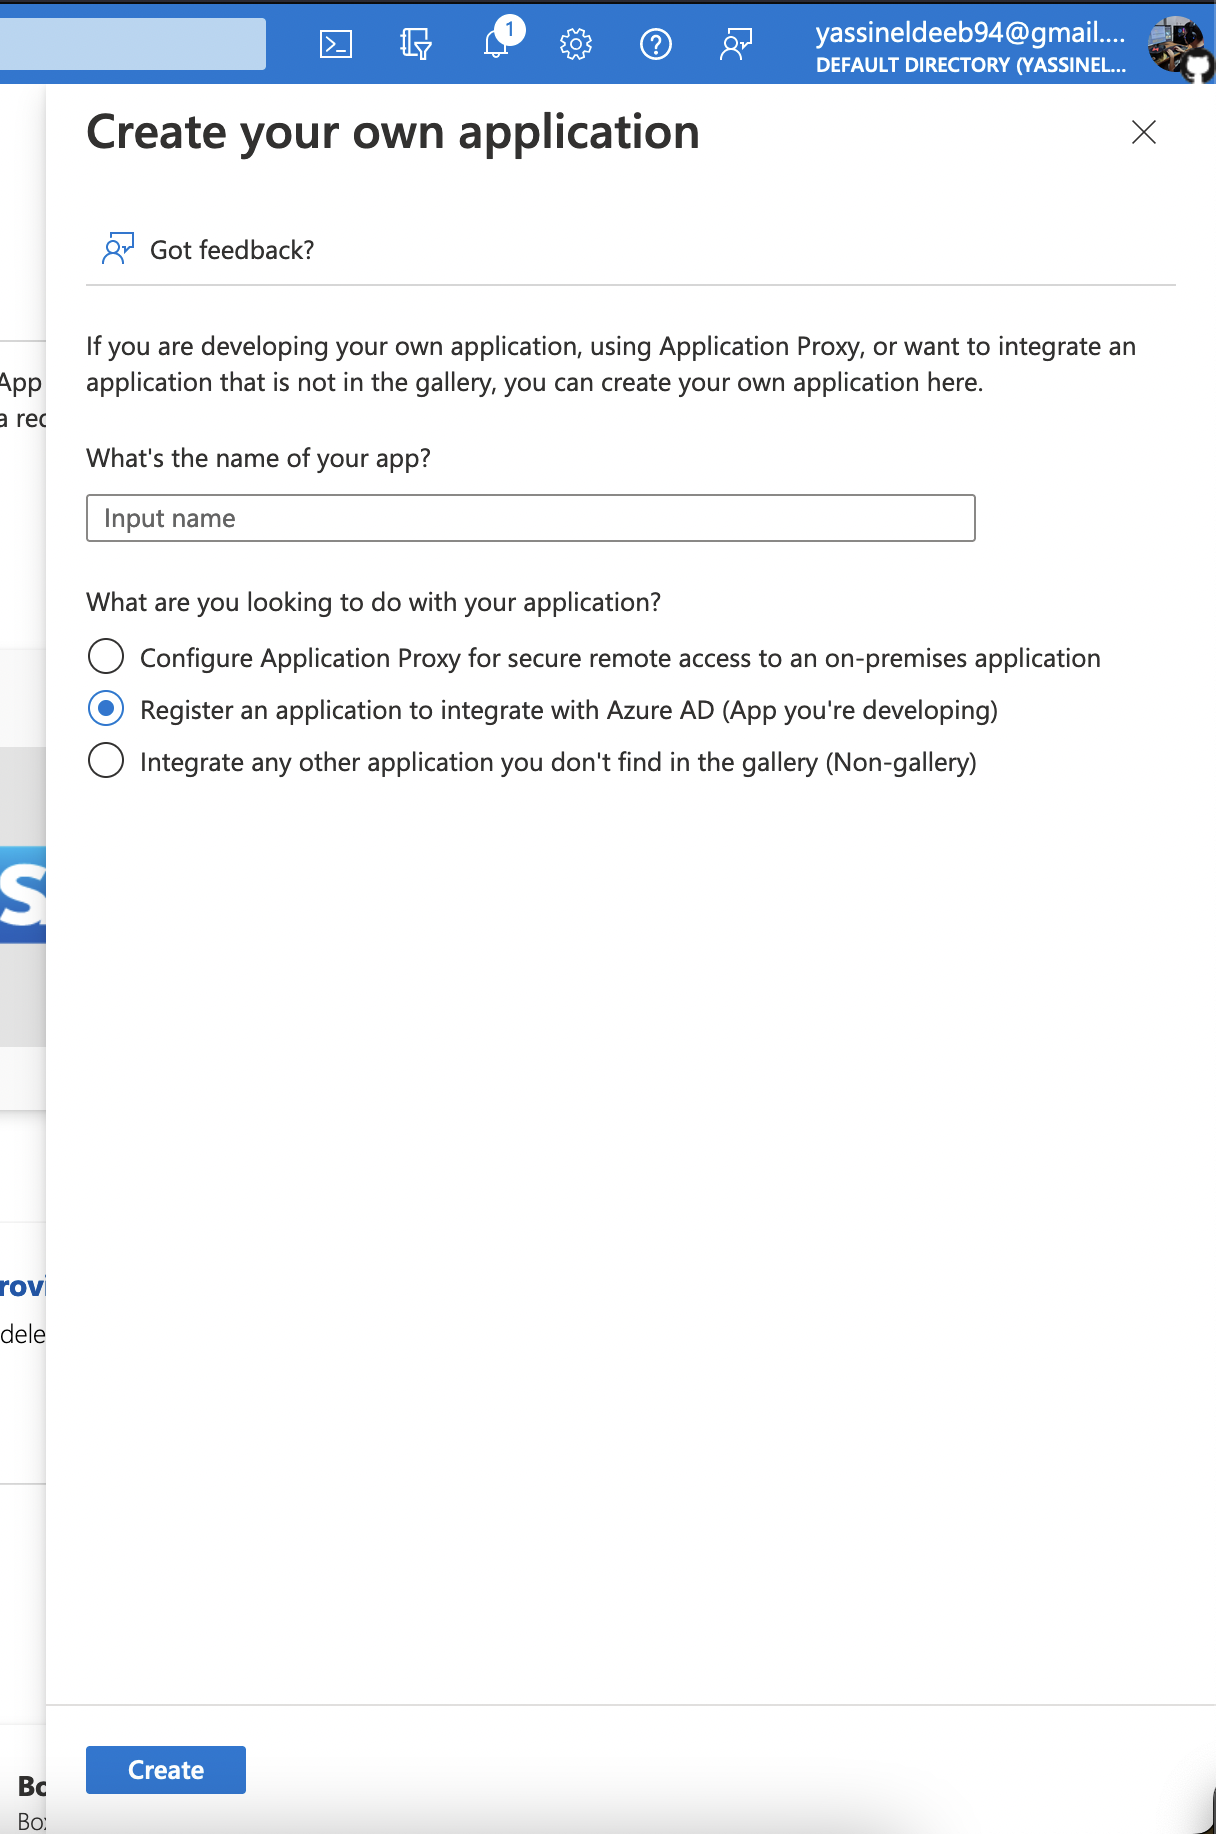 1
yassineldeeb94@gmail....
DEFAULT DIRECTORY (YASSINEL...
Create your own application
Got feedback?
If you are developing your own application, using Application Proxy, or want to integrate an
application that is not in the gallery, you can create your own application here.
App
a rec
What's the name of your app?
Input name
What are you looking to do with your application?
Configure Application Proxy for secure remote access to an on-premises application
Register an application to integrate with Azure AD (App you're developing)
Integrate any other application you don't find in the gallery (Non-gallery)
S
rovi
dele
Create
Bo
Box